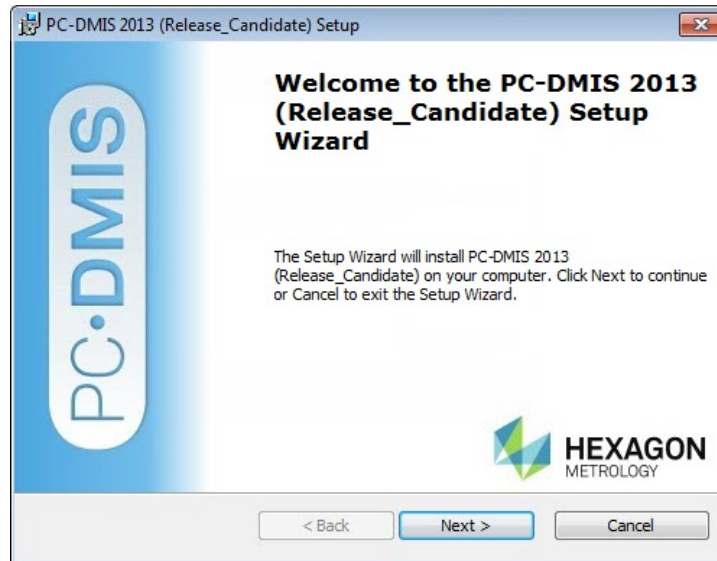 PC-DMIS 2013 (Release_Candidate) Setup
PC•DMIS
Welcome to the PC-DMIS 2013
(Release_Candidate) Setup
Wizard
The Setup Wizard will install PC-DMIS 2013
(Release_Candidate) on your computer. Click Next to continue
or Cancel to exit the Setup Wizard.
HEXAGON
METROLOGY
< Back
Next >
Cancel